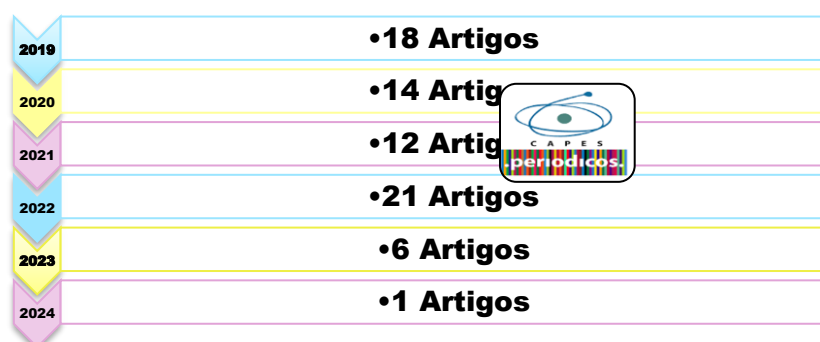 2019
•18 Artigos
2020
•14 Artig
2021
•12 Artig
CAPES
.periodicos.
2022
•21 Artigos
2023
•6 Artigos
2024
•1 Artigos